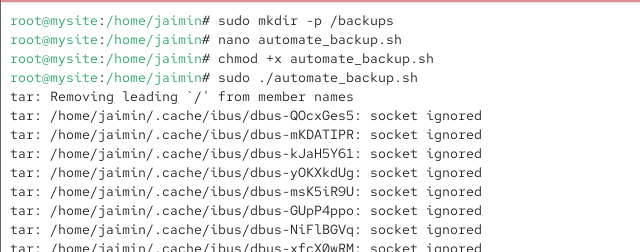 root@mysite:/home/jaimin# sudo mkdir -p /backups
root@mysite:/home/jaimin# nano automate_backup.sh
root@mysite:/home/jaimin# chmod +x automate_backup.sh
root@mysite:/home/jaimin# sudo ./automate_backup.sh
tar: Removing leading `/' from member names
tar: /home/jaimin/.cache/ibus/dbus-QOcxGes5: socket ignored
tar: /home/jaimin/.cache/ibus/dbus-mKDATIPR: socket ignored
tar: /home/jaimin/.cache/ibus/dbus-kJaH5Y61: socket ignored
tar: /home/jaimin/.cache/ibus/dbus-yOKXkdUg: socket ignored
tar: /home/jaimin/.cache/ibus/dbus-msK5iR9U: socket ignored
tar: /home/jaimin/.cache/ibus/dbus-GUpP4ppo: socket ignored
tar: /home/jaimin/.cache/ibus/dbus-NiFlBGVq: socket ignored
tar: /home/jaimin/.cache/ibus/dbus-xfcX0wRM: socket ignored